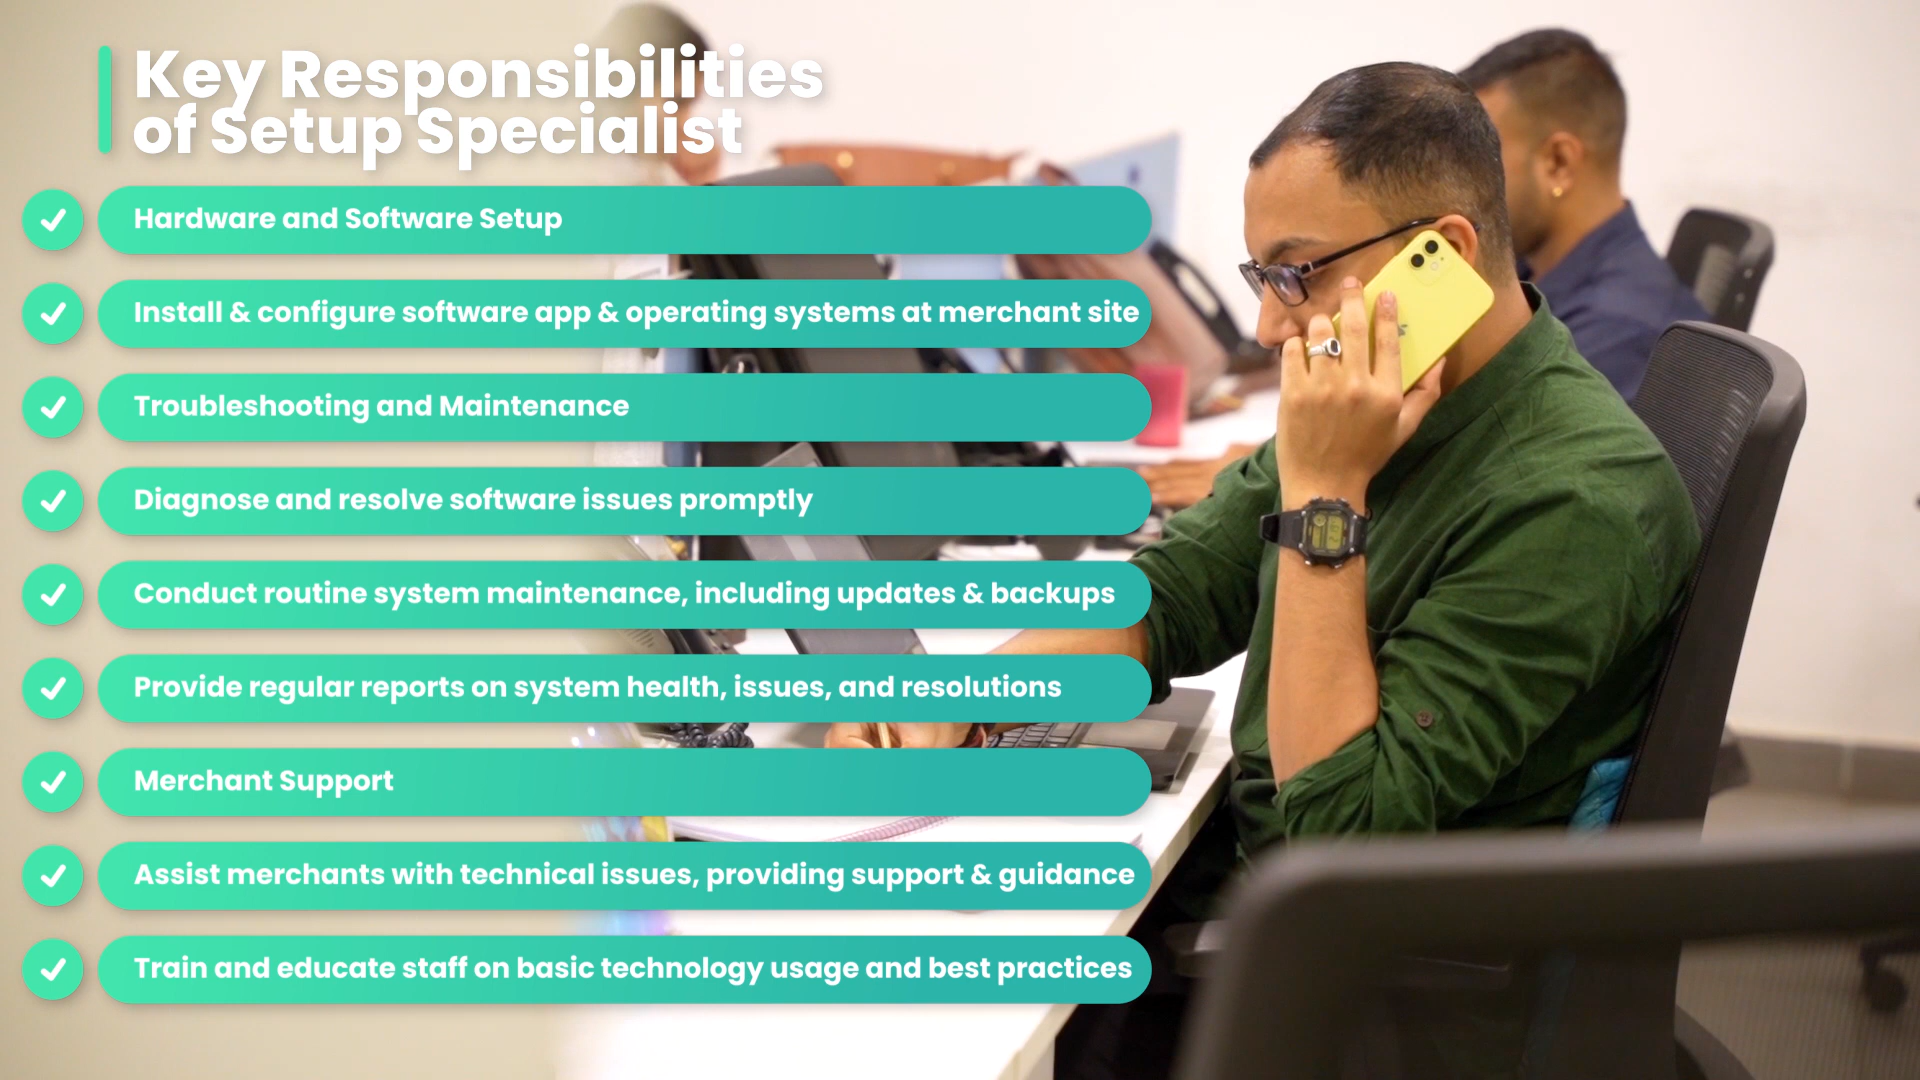 Key Responsibilities
of Setup Specialist
Hardware and Software Setup
Install & configure software app & operating systems at merchant site
Troubleshooting and Maintenance
Diagnose and resolve software issues promptly
Conduct routine system maintenance, including updates & backups
Provide regular reports on system health, issues, and resolutions
Merchant Support
Assist merchants with technical issues, providing support & guidance
Train and educate staff on basic technology usage and best practices